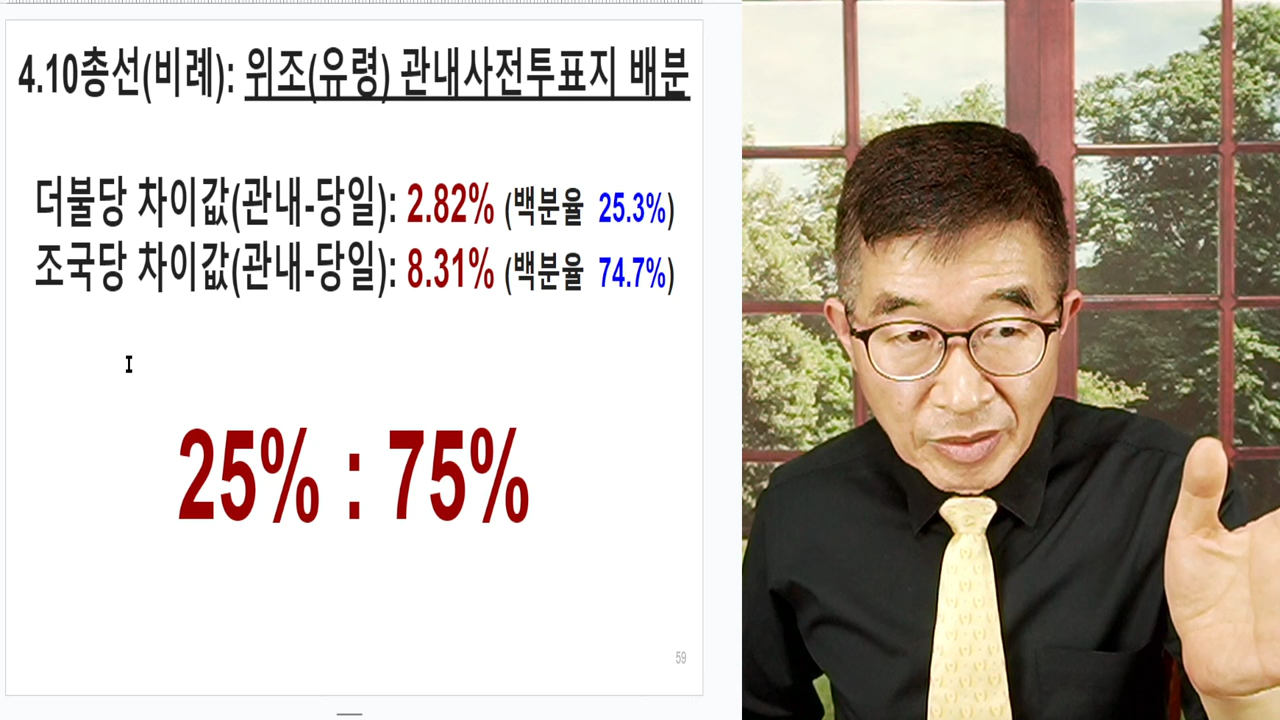 4.10총선(비례): 위조(유령) 관내사전투표지 배분
더불당 차이값(관내-당일): 2.82% (백분율 25.3%)
조국당 차이값(관내-당일): 8.31% (백분율 74.7%)
25% : 75%
59